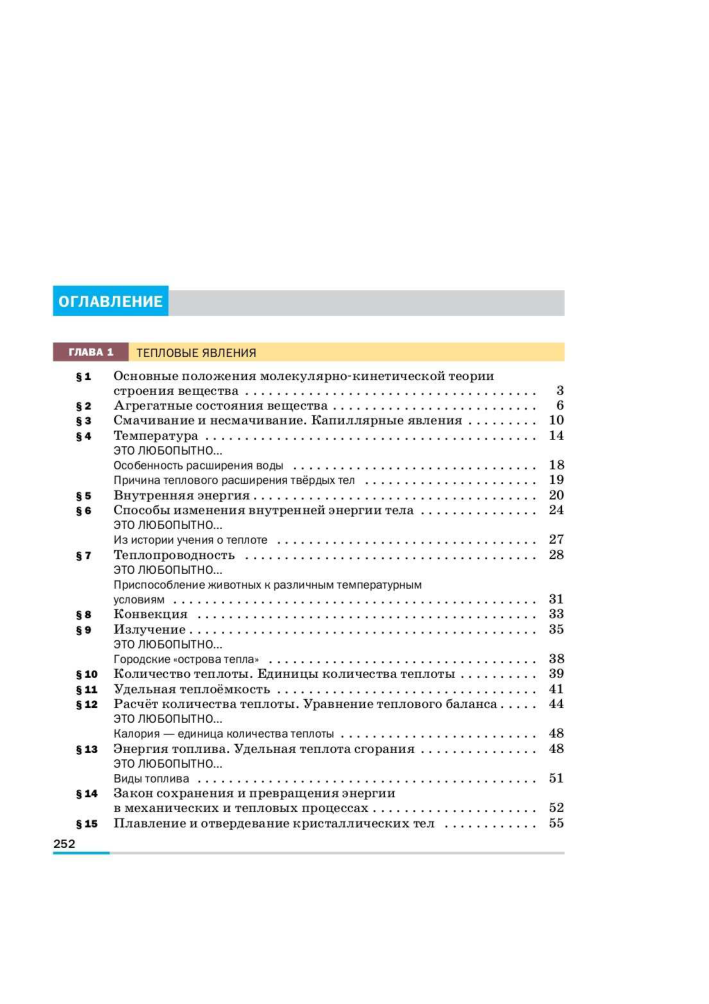 ОГЛАВЛЕНИЕ
ГЛАВА 1 ТЕПЛОВЫЕ ЯВЛЕНИЯ
§ 1 Основные положения молекулярно-кинетической теории
строения вещества . . . . . . . . . . . . . . . . . . . . . . . . . . . . . . . . . . . . . 3
§ 2 Агрегатные состояния вещества . . . . . . . . . . . . . . . . . . . . . . . . . . 6
§ 3 Смачивание и несмачивание. Капиллярные явления . . . . . . . . . 10
§ 4 Температура . . . . . . . . . . . . . . . . . . . . . . . . . . . . . . . . . . . . . . . . . . 14
ЭТО ЛЮБОПЫТНО...
Особенность расширения воды . . . . . . . . . . . . . . . . . . . . . . . . . . . . . . . 18
Причина теплового расширения твёрдых тел . . . . . . . . . . . . . . . . . . . . . . 19
§ 5 Внутренняя энергия . . . . . . . . . . . . . . . . . . . . . . . . . . . . . . . . . . . . 20
§ 6 Способы изменения внутренней энергии тела . . . . . . . . . . . . . . . 24
ЭТО ЛЮБОПЫТНО...
Из истории учения о теплоте . . . . . . . . . . . . . . . . . . . . . . . . . . . . . . . . . 27
§ 7 Теплопроводность . . . . . . . . . . . . . . . . . . . . . . . . . . . . . . . . . . . . . 28
ЭТО ЛЮБОПЫТНО...
Приспособление животных к различным температурным
условиям . . . . . . . . . . . . . . . . . . . . . . . . . . . . . . . . . . . . . . . . . . . . . . 31
§ 8 Конвекция . . . . . . . . . . . . . . . . . . . . . . . . . . . . . . . . . . . . . . . . . . . 33
§ 9 Излучение . . . . . . . . . . . . . . . . . . . . . . . . . . . . . . . . . . . . . . . . . . . . 35
ЭТО ЛЮБОПЫТНО...
Городские «острова тепла» . . . . . . . . . . . . . . . . . . . . . . . . . . . . . . . . . . 38
§ 10 Количество теплоты. Единицы количества теплоты . . . . . . . . . . 39
§ 11 Удельная теплоёмкость . . . . . . . . . . . . . . . . . . . . . . . . . . . . . . . . . 41
§ 12 Расчёт количества теплоты. Уравнение теплового баланса . . . . . 44
ЭТО ЛЮБОПЫТНО...
Калория — единица количества теплоты . . . . . . . . . . . . . . . . . . . . . . . . . 48
§ 13 Энергия топлива. Удельная теплота сгорания . . . . . . . . . . . . . . . 48
ЭТО ЛЮБОПЫТНО...
Виды топлива . . . . . . . . . . . . . . . . . . . . . . . . . . . . . . . . . . . . . . . . . . . 51
§ 14 Закон сохранения и превращения энергии
в механических и тепловых процессах . . . . . . . . . . . . . . . . . . . . . 52
§ 15 Плавление и отвердевание кристаллических тел . . . . . . . . . . . . 55
252